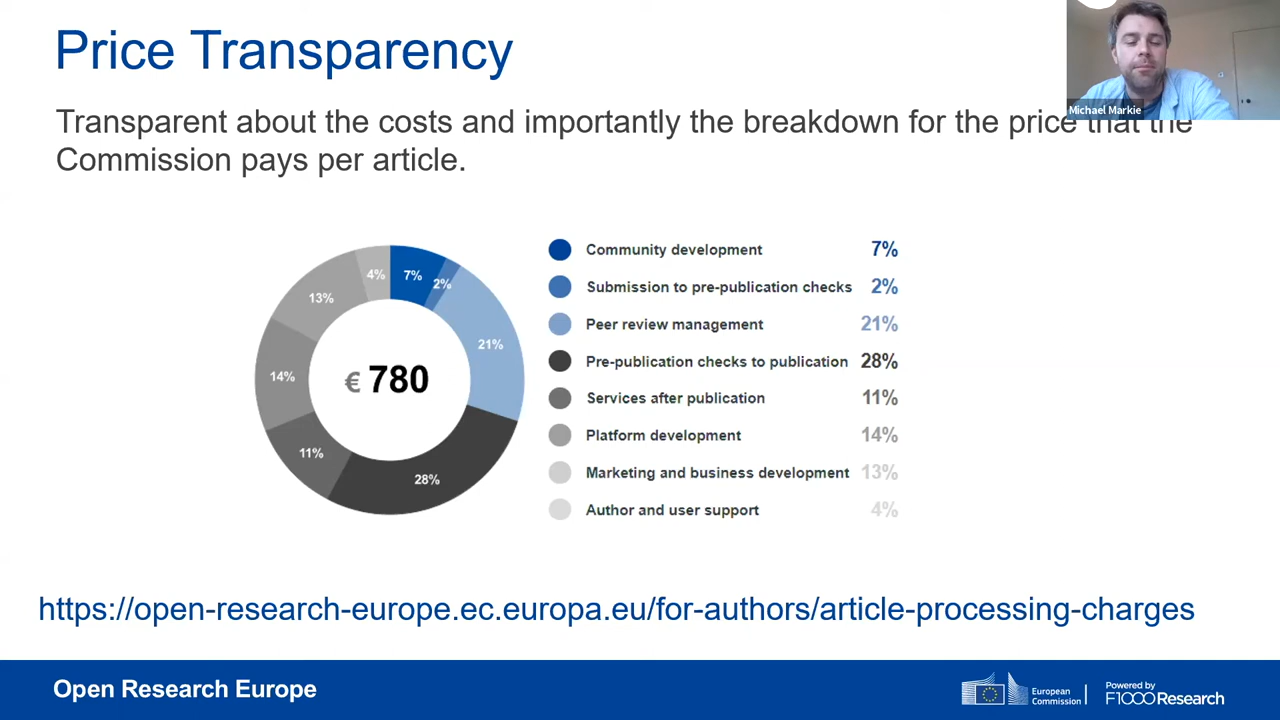 Price Transparency
Michael Markie
Transparent about the costs and importantly the breakdown for the price that the
Commission pays per article.
4%
7%
2%
13%
21%
14%
€ 780
11%
28%
Community development 7%
Submission to pre-publication checks 2%
Peer review management 21%
Pre-publication checks to publication 28%
Services after publication 11%
Platform development 14%
Marketing and business development 13%
Author and user support 4%
https://open-research-europe.ec.europa.eu/for-authors/article-processing-charges
Open Research Europe
European
Commission
Powered by
F1000Research